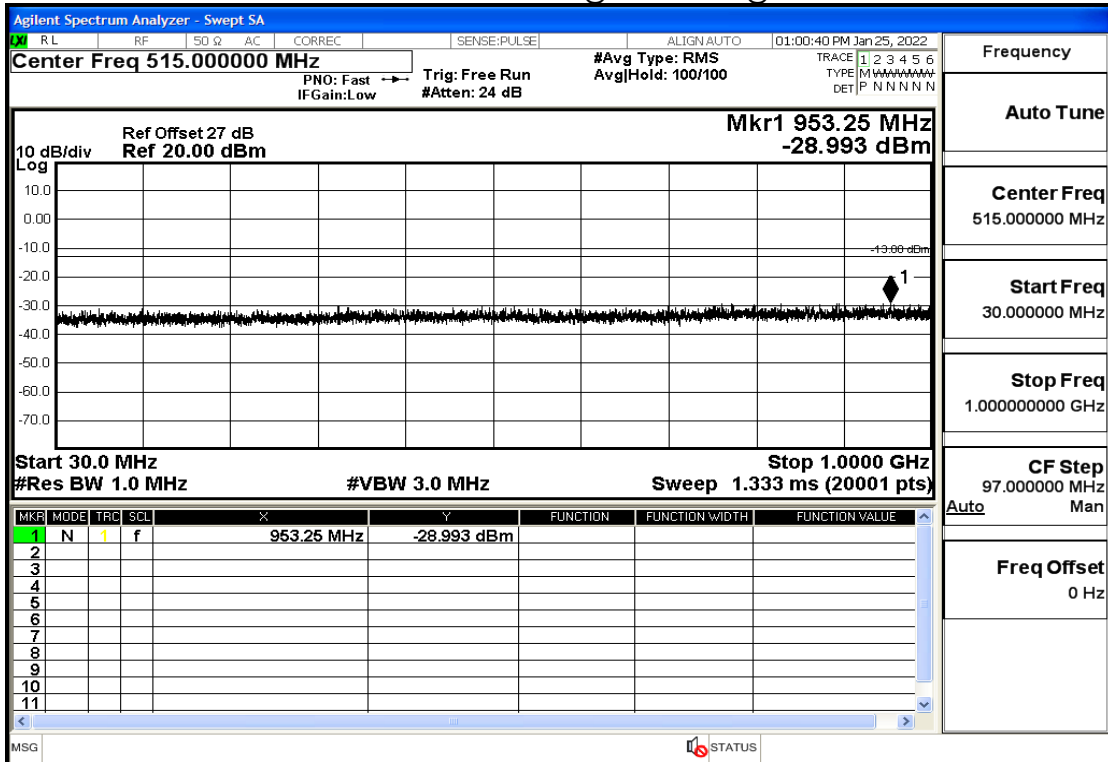 Agilent Spectrum Analyzer - Swept SA
LXI RL RF 50 Ω AC CORREC SENSE:PULSE ALIGN AUTO 01:00:40 PM Jan 25, 2022
Center Freq 515.000000 MHz
PNO: Fast
IFGain:Low
Trig: Free Run
#Atten: 24 dB
#Avg Type: RMS
Avg|Hold: 100/100
TRACE 1 2 3 4 5 6
TYPE M WWWWW
DET P N N N N N
Mkr1 953.25 MHz
-28.993 dBm
Ref Offset 27 dB
10 dB/div Ref 20.00 dBm
Log
10.0
0.00
-10.0
-13.00 dBm
-20.0
1
-30.0
-40.0
-50.0
-60.0
-70.0
Start 30.0 MHz Stop 1.0000 GHz
#Res BW 1.0 MHz #VBW 3.0 MHz Sweep 1.333 ms (20001 pts)
MKR MODE TRC SCL X Y FUNCTION FUNCTION WIDTH FUNCTION VALUE
1 N 1 f 953.25 MHz -28.993 dBm
2
3
4
5
6
7
8
9
10
11
MSG STATUS
Frequency
Auto Tune
Center Freq
515.000000 MHz
Start Freq
30.000000 MHz
Stop Freq
1.000000000 GHz
CF Step
97.000000 MHz
Auto Man
Freq Offset
0 Hz